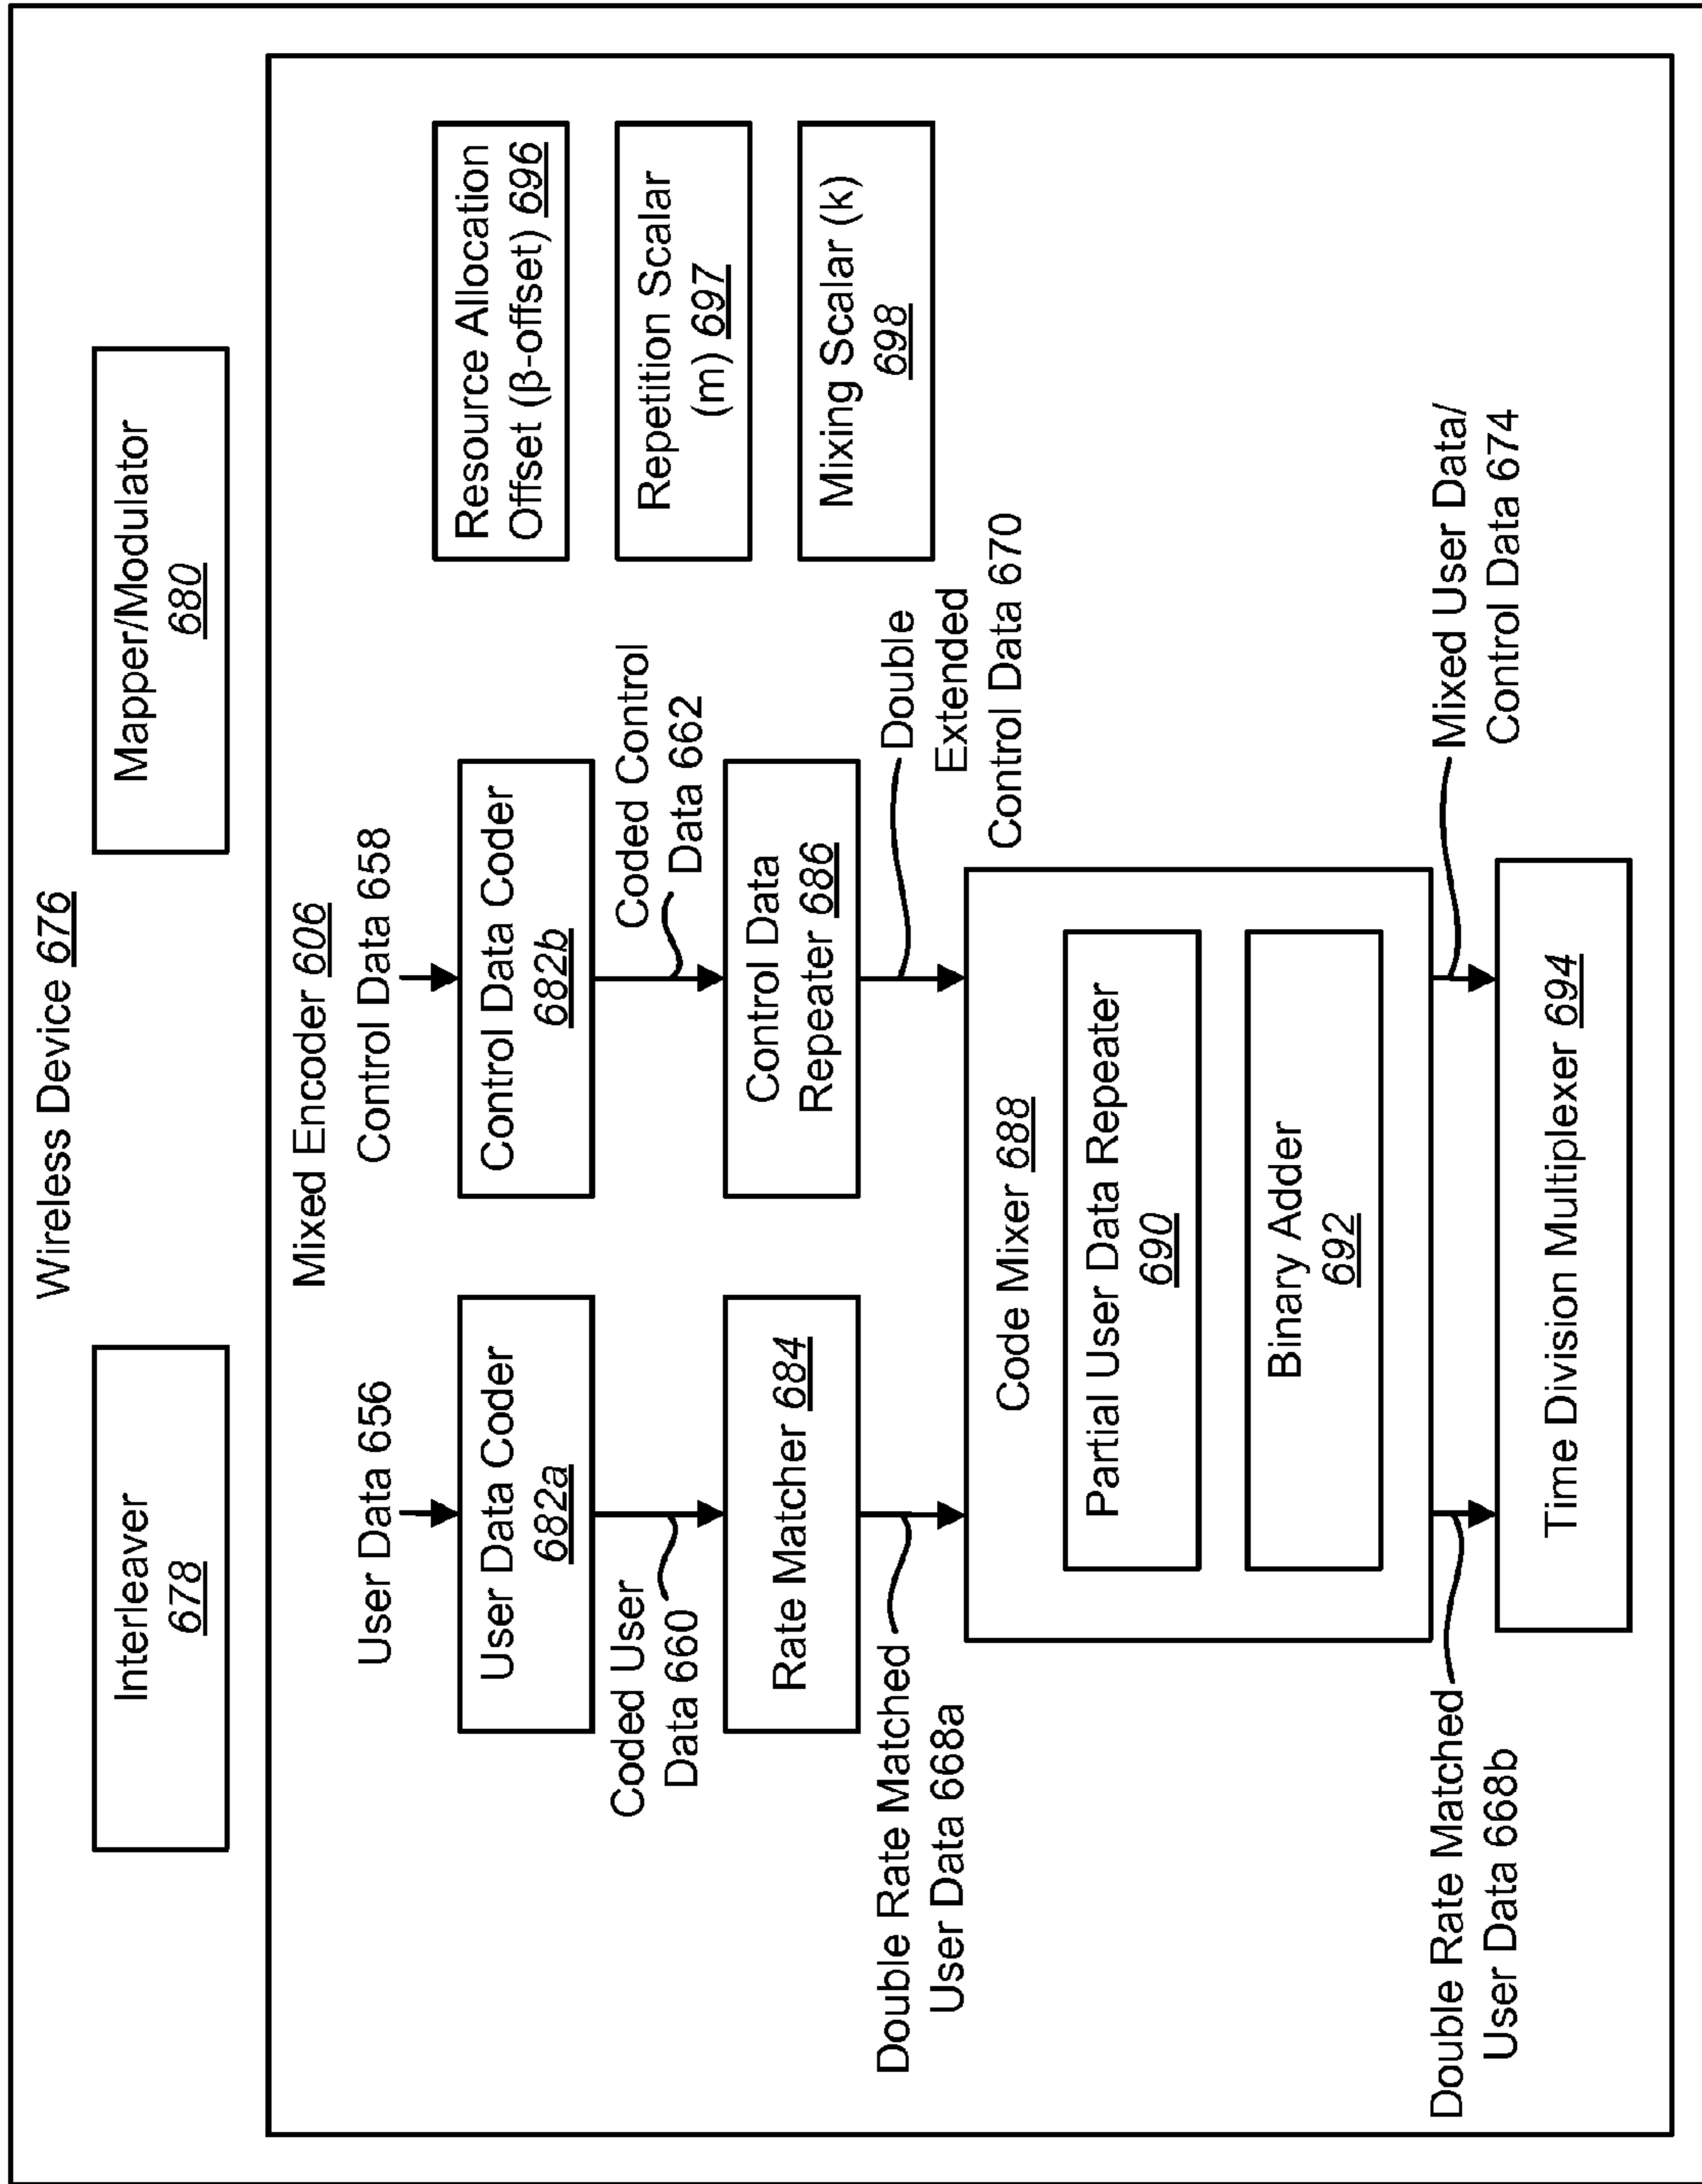 Wireless Device 676
Interleaver
678
Mapper/Modulator
680
Mixed Encoder 606
User Data 656
Control Data 658
User Data Coder
682a
Control Data Coder
682b
Resource Allocation
Offset (β-offset) 696
Coded User
Data 660
Coded Control
Data 662
Repetition Scalar
(m) 697
Rate Matcher 684
Control Data
Repeater 686
Mixing Scalar (k)
698
Double Rate Matched
User Data 668a
Double
Extended
Control Data 670
Code Mixer 688
Partial User Data Repeater
690
Binary Adder
692
Double Rate Matched
User Data 668b
Mixed User Data/
Control Data 674
Time Division Multiplexer 694